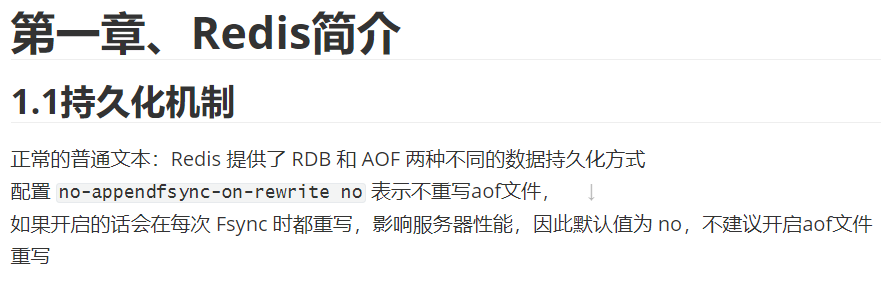 第一章、Redis简介
1.1持久化机制
正常的普通文本：Redis 提供了 RDB 和 AOF 两种不同的数据持久化方式
配置 no-appendfsync-on-rewrite no 表示不重写aof文件， ↓
如果开启的话会在每次 Fsync 时都重写，影响服务器性能，因此默认值为 no，不建议开启aof文件
重写